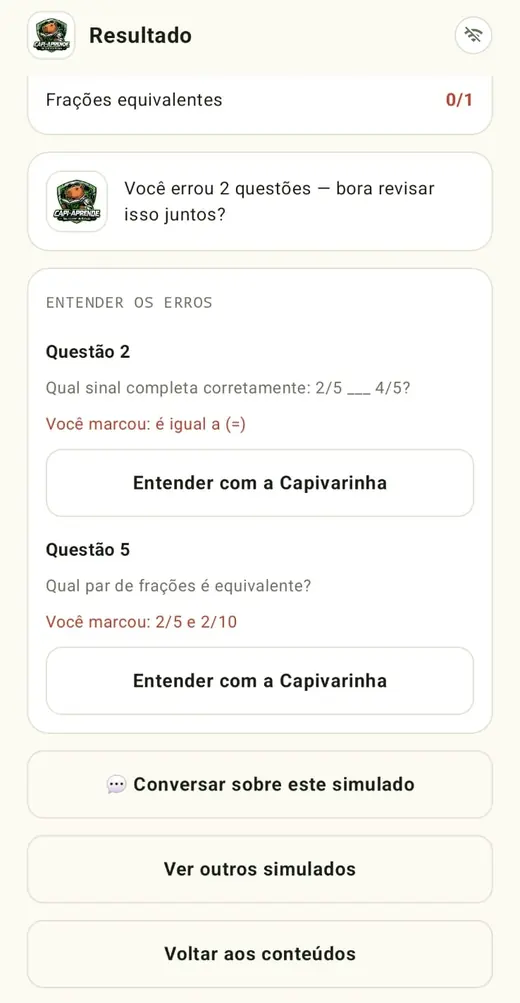 Resultado
Frações equivalentes 0/1
CAPI-APRENDE
Você errou 2 questões — bora revisar
isso juntos?
ENTENDER OS ERROS
Questão 2
Qual sinal completa corretamente: 2/5 ___ 4/5?
Você marcou: é igual a (=)
Entender com a Capivarinha
Questão 5
Qual par de frações é equivalente?
Você marcou: 2/5 e 2/10
Entender com a Capivarinha
💬 Conversar sobre este simulado
Ver outros simulados
Voltar aos conteúdos